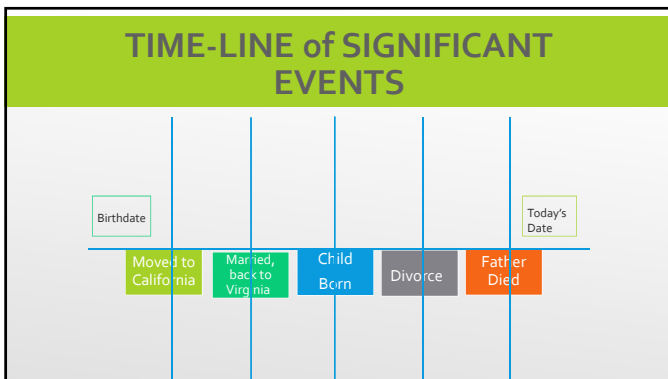 TIME-LINE of SIGNIFICANT
EVENTS
Birthdate
Today's
Date
Moved to
California
Married,
back to
Virginia
Child
Born
Divorce
Father
Died